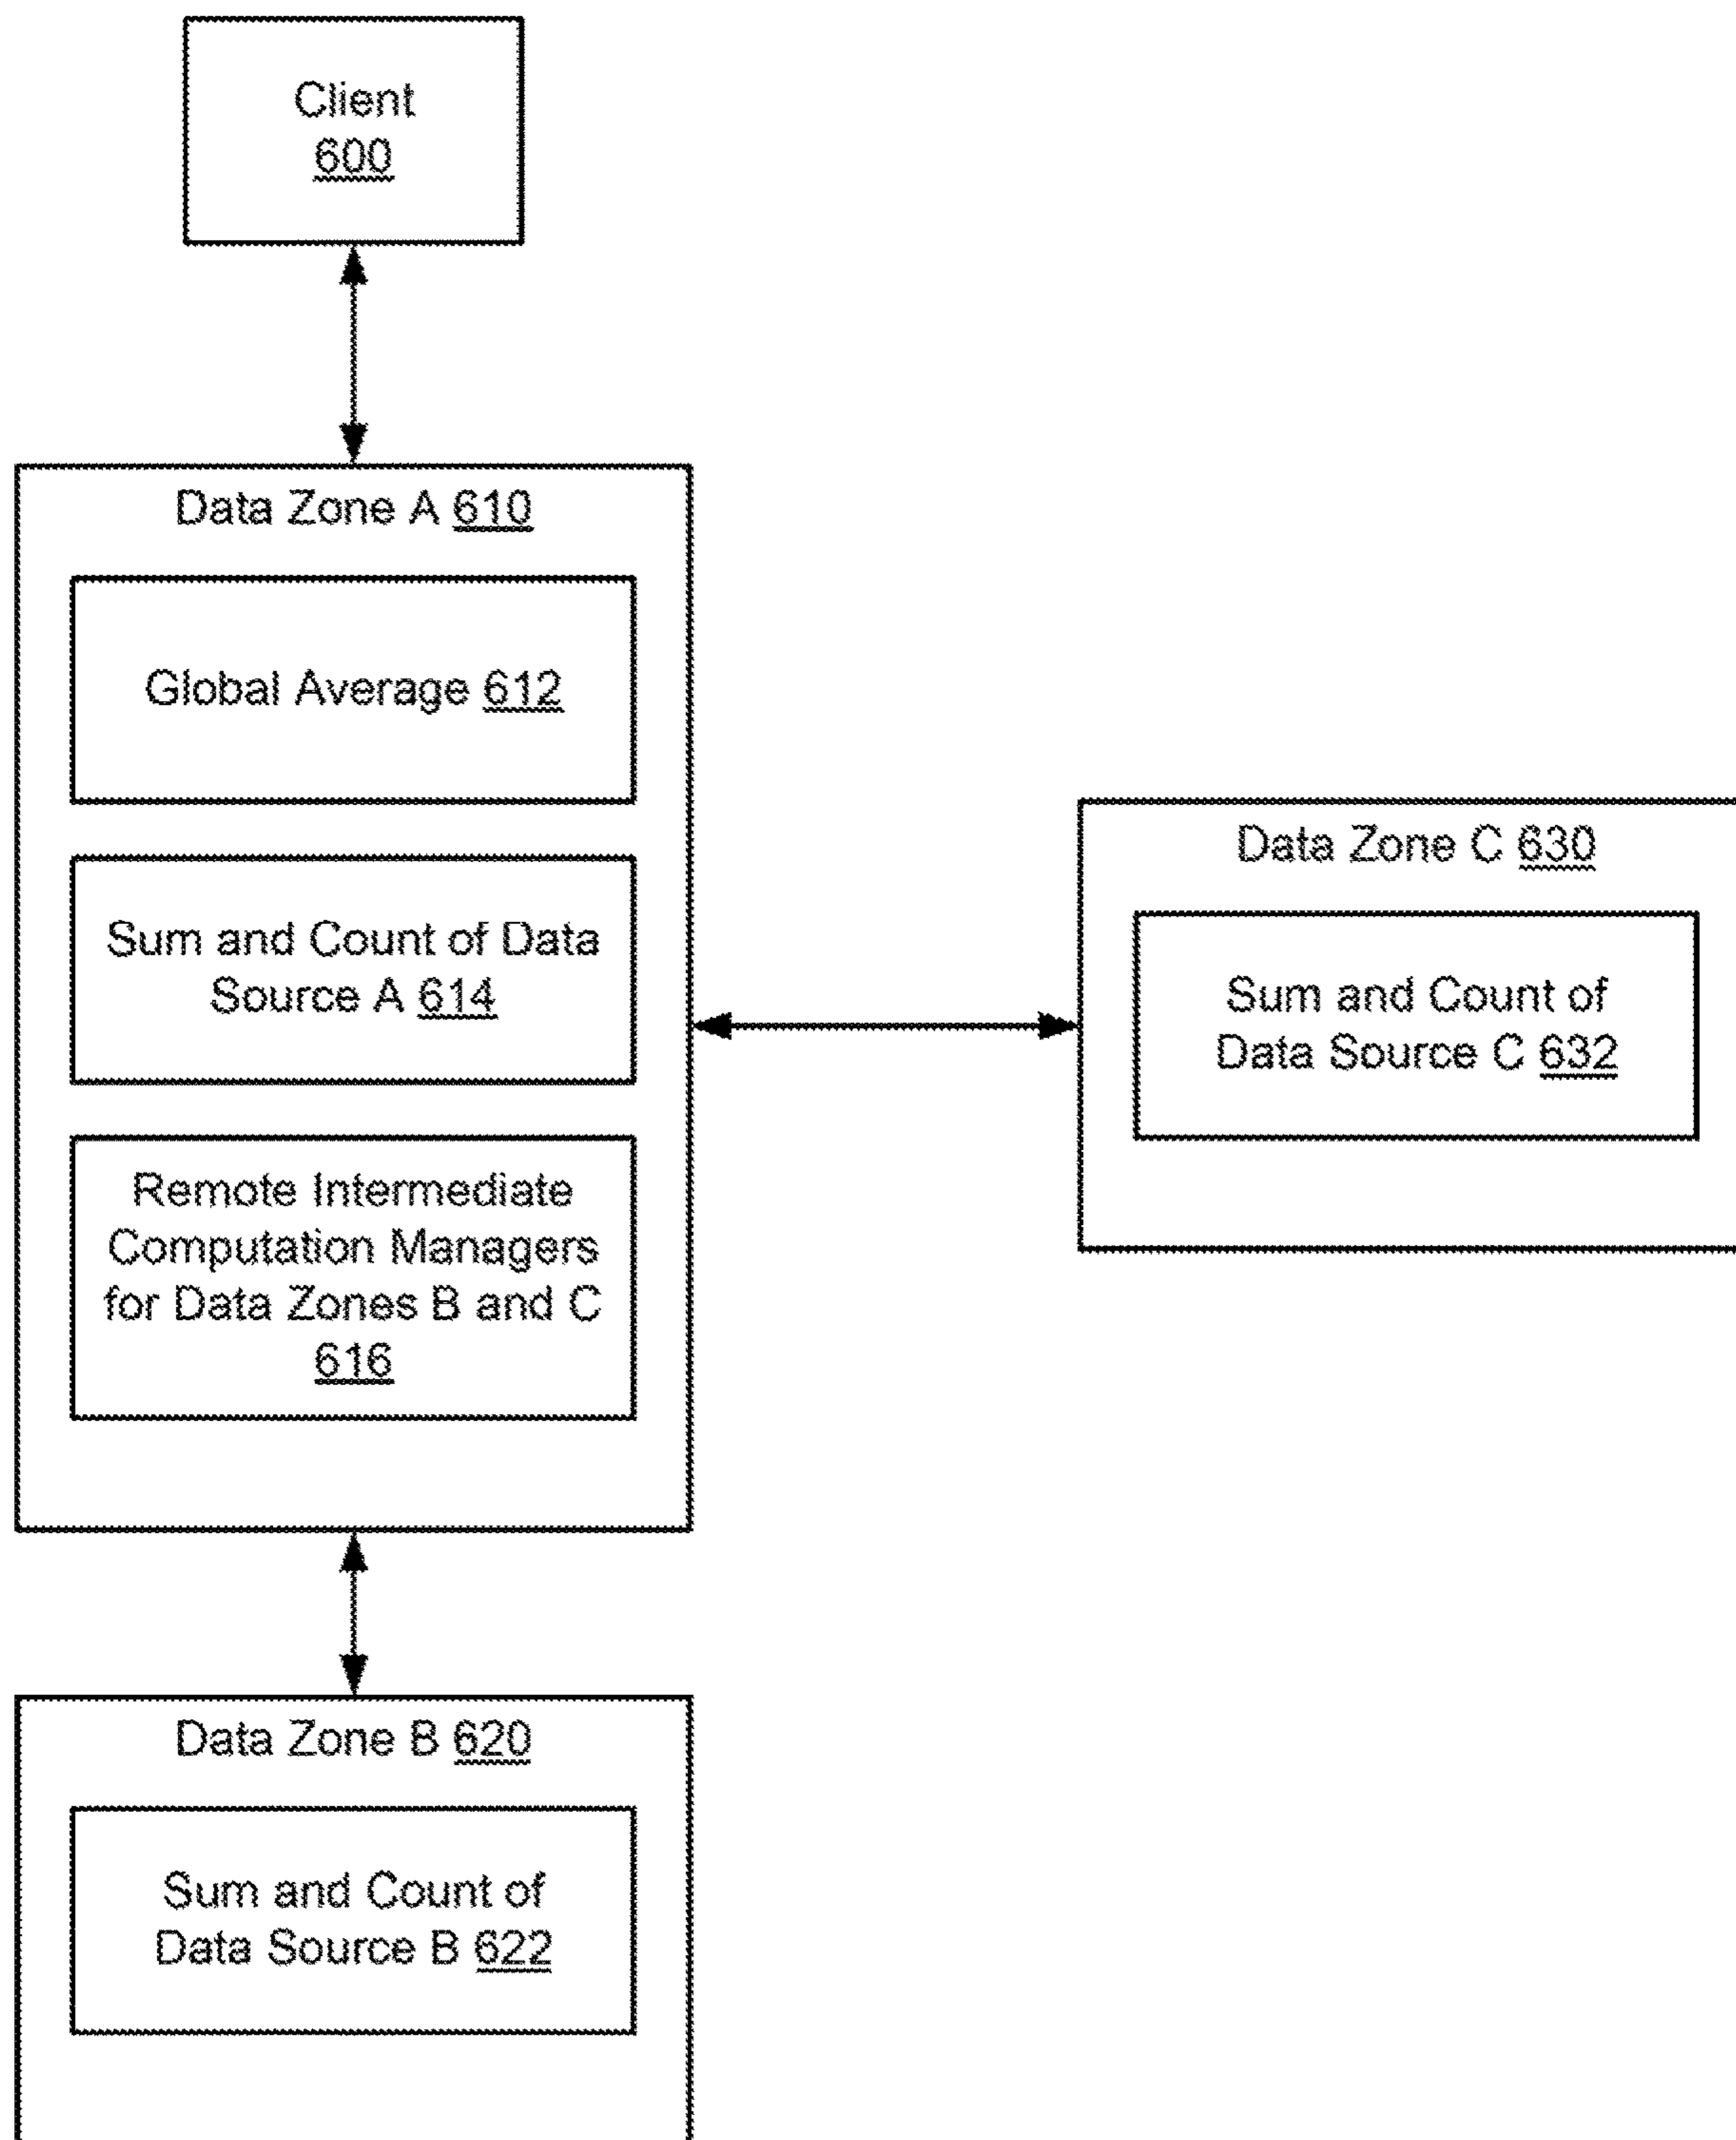 Client
600
Data Zone A 610
Global Average 612
Sum and Count of Data
Source A 614
Remote Intermediate
Computation Managers
for Data Zones B and C
616
Data Zone C 630
Sum and Count of
Data Source C 632
Data Zone B 620
Sum and Count of
Data Source B 622